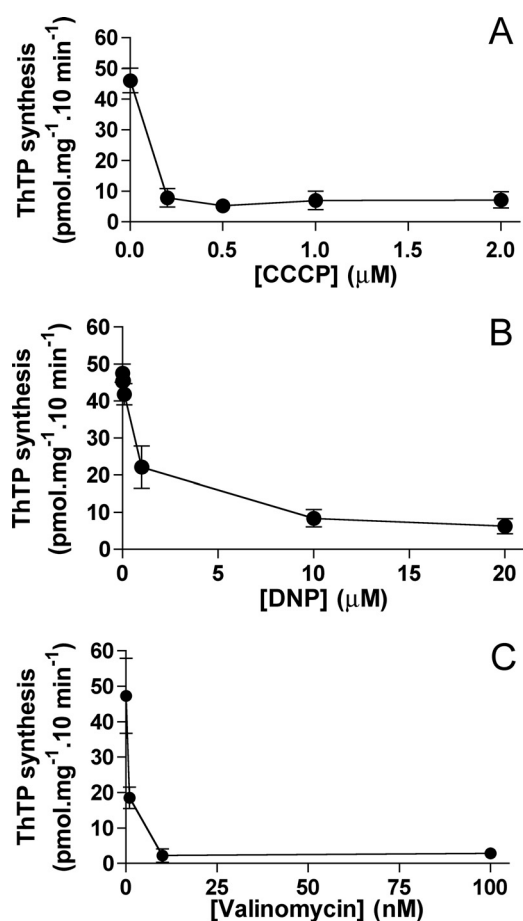 A
ThTP synthesis
(pmol.mg⁻¹.10 min⁻¹)
60
50
40
30
20
10
0
0.0 0.5 1.0 1.5 2.0
[CCCP] (μM)
B
ThTP synthesis
(pmol.mg⁻¹.10 min⁻¹)
60
50
40
30
20
10
0
0 5 10 15 20
[DNP] (μM)
C
ThTP synthesis
(pmol.mg⁻¹.10 min⁻¹)
60
50
40
30
20
10
0
0 25 50 75 100
[Valinomycin] (nM)